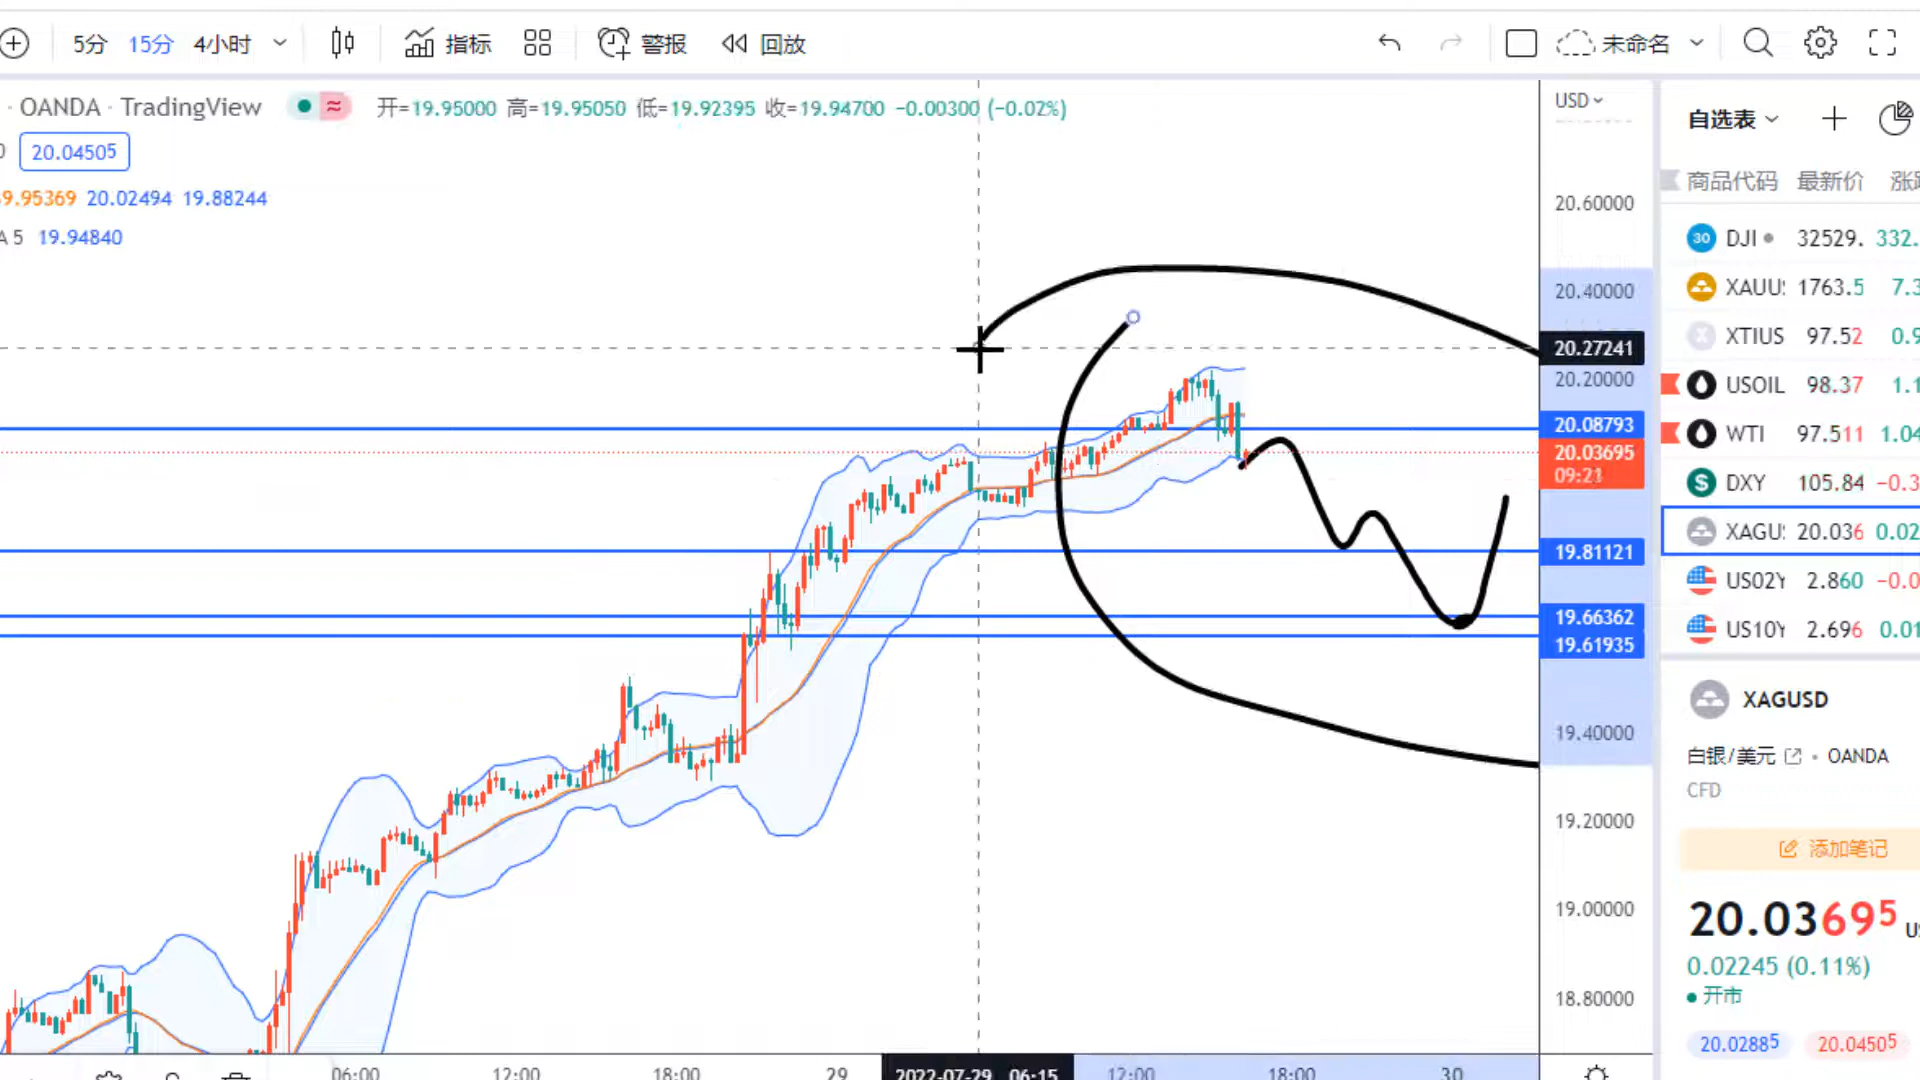 5分 15分 4小时 指标 警报 回放 未命名
· OANDA · TradingView 开=19.95000 高=19.95050 低=19.92395 收=19.94700 −0.00300 (−0.02%)
20.04505
19.95369 20.02494 19.88244
A 5 19.94840
USD
20.60000
20.40000
20.27241
20.20000
20.08793
20.03695
09:21
19.81121
19.66362
19.61935
19.40000
19.20000
19.00000
18.80000
06:00 12:00 18:00 29 2022-07-29 06:15 12:00 18:00 30
自选表
商品代码 最新价 涨跌
30 DJI 32529. 332.
XAUU 1763.5 7.3
XTIUS 97.52 0.9
USOIL 98.37 1.1
WTI 97.511 1.04
DXY 105.84 −0.3
XAGU 20.036 0.02
US02Y 2.860 −0.0
US10Y 2.696 0.01
XAGUSD
白银/美元 · OANDA
CFD
添加笔记
20.03695 US
0.02245 (0.11%)
开市
20.02885 20.04505